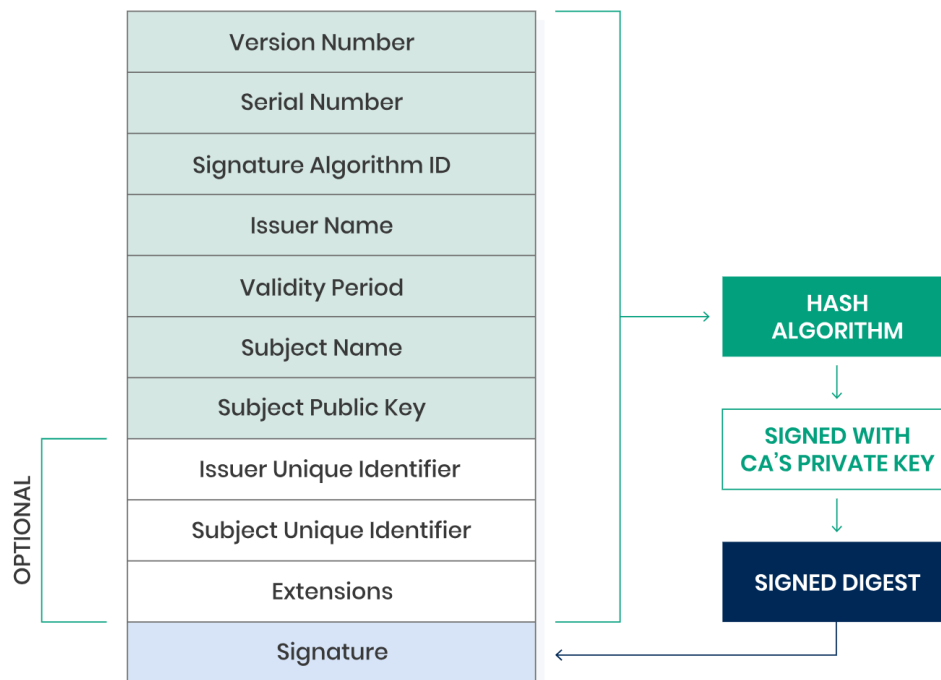 Version Number
Serial Number
Signature Algorithm ID
Issuer Name
Validity Period
Subject Name
Subject Public Key
OPTIONAL
Issuer Unique Identifier
Subject Unique Identifier
Extensions
Signature
HASH
ALGORITHM
SIGNED WITH
CA'S PRIVATE KEY
SIGNED DIGEST